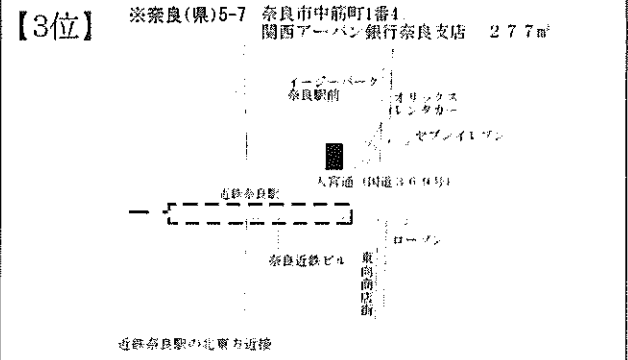 【3位】
※奈良(県)5-7 奈良市中筋町1番4
関西アーバン銀行奈良支店 277㎡
イージーパーク
奈良駅前
オリックス
レンタカー
セブンイレブン
大宮通(国道369号)
近鉄奈良駅
ローソン
奈良近鉄ビル
東向商店街
近鉄奈良駅の北東方近接